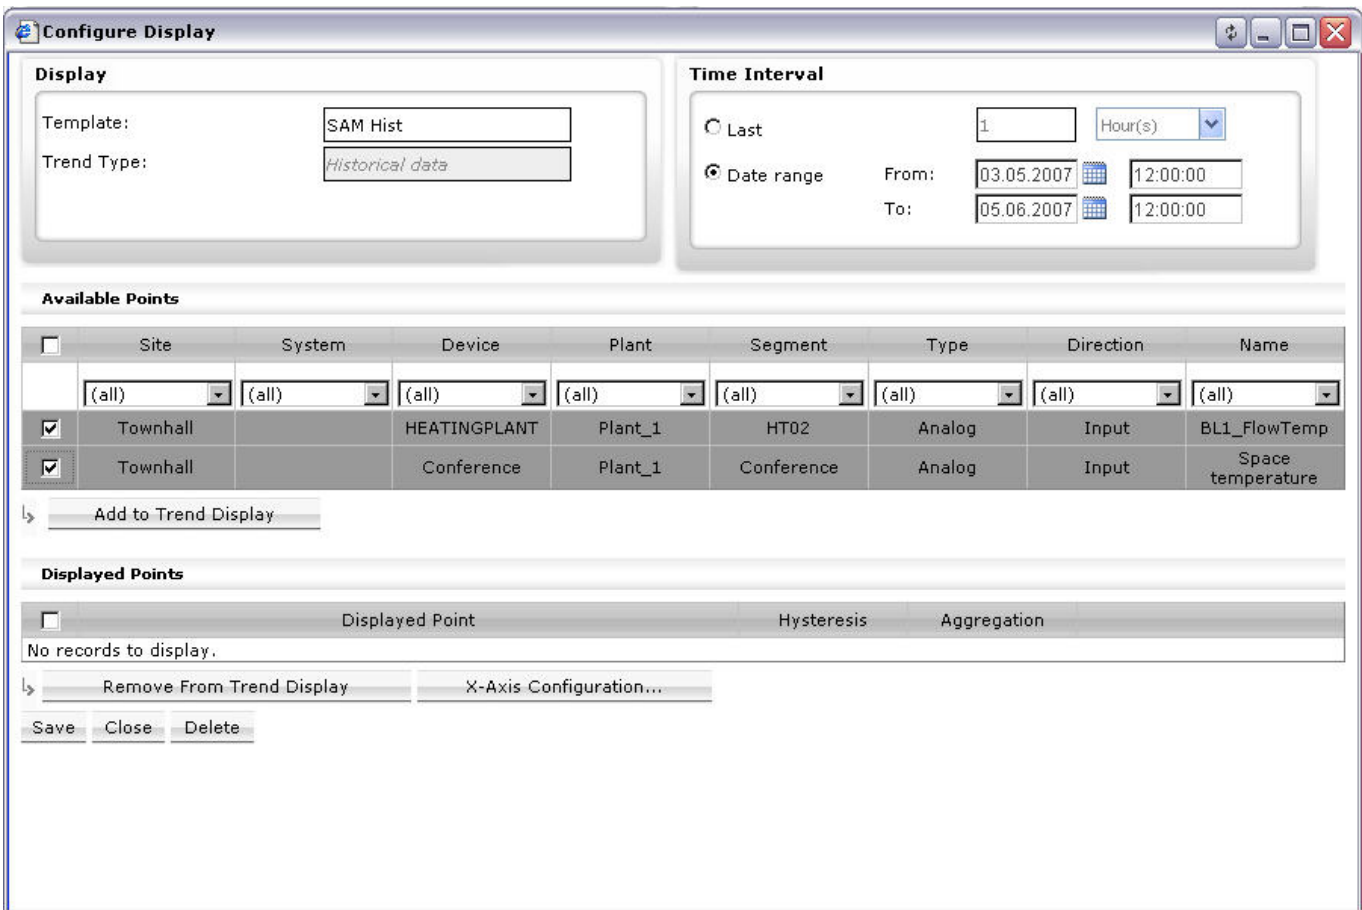 Configure Display
Display
Template: SAM Hist
Trend Type: Historical data
Time Interval
Last 1 Hour(s)
Date range From: 03.05.2007 12:00:00
To: 05.06.2007 12:00:00
Available Points
Site System Device Plant Segment Type Direction Name
(all) (all) (all) (all) (all) (all) (all) (all)
Townhall HEATINGPLANT Plant_1 HT02 Analog Input BL1_FlowTemp
Townhall Conference Plant_1 Conference Analog Input Space temperature
Add to Trend Display
Displayed Points
Displayed Point Hysteresis Aggregation
No records to display.
Remove From Trend Display X-Axis Configuration...
Save Close Delete